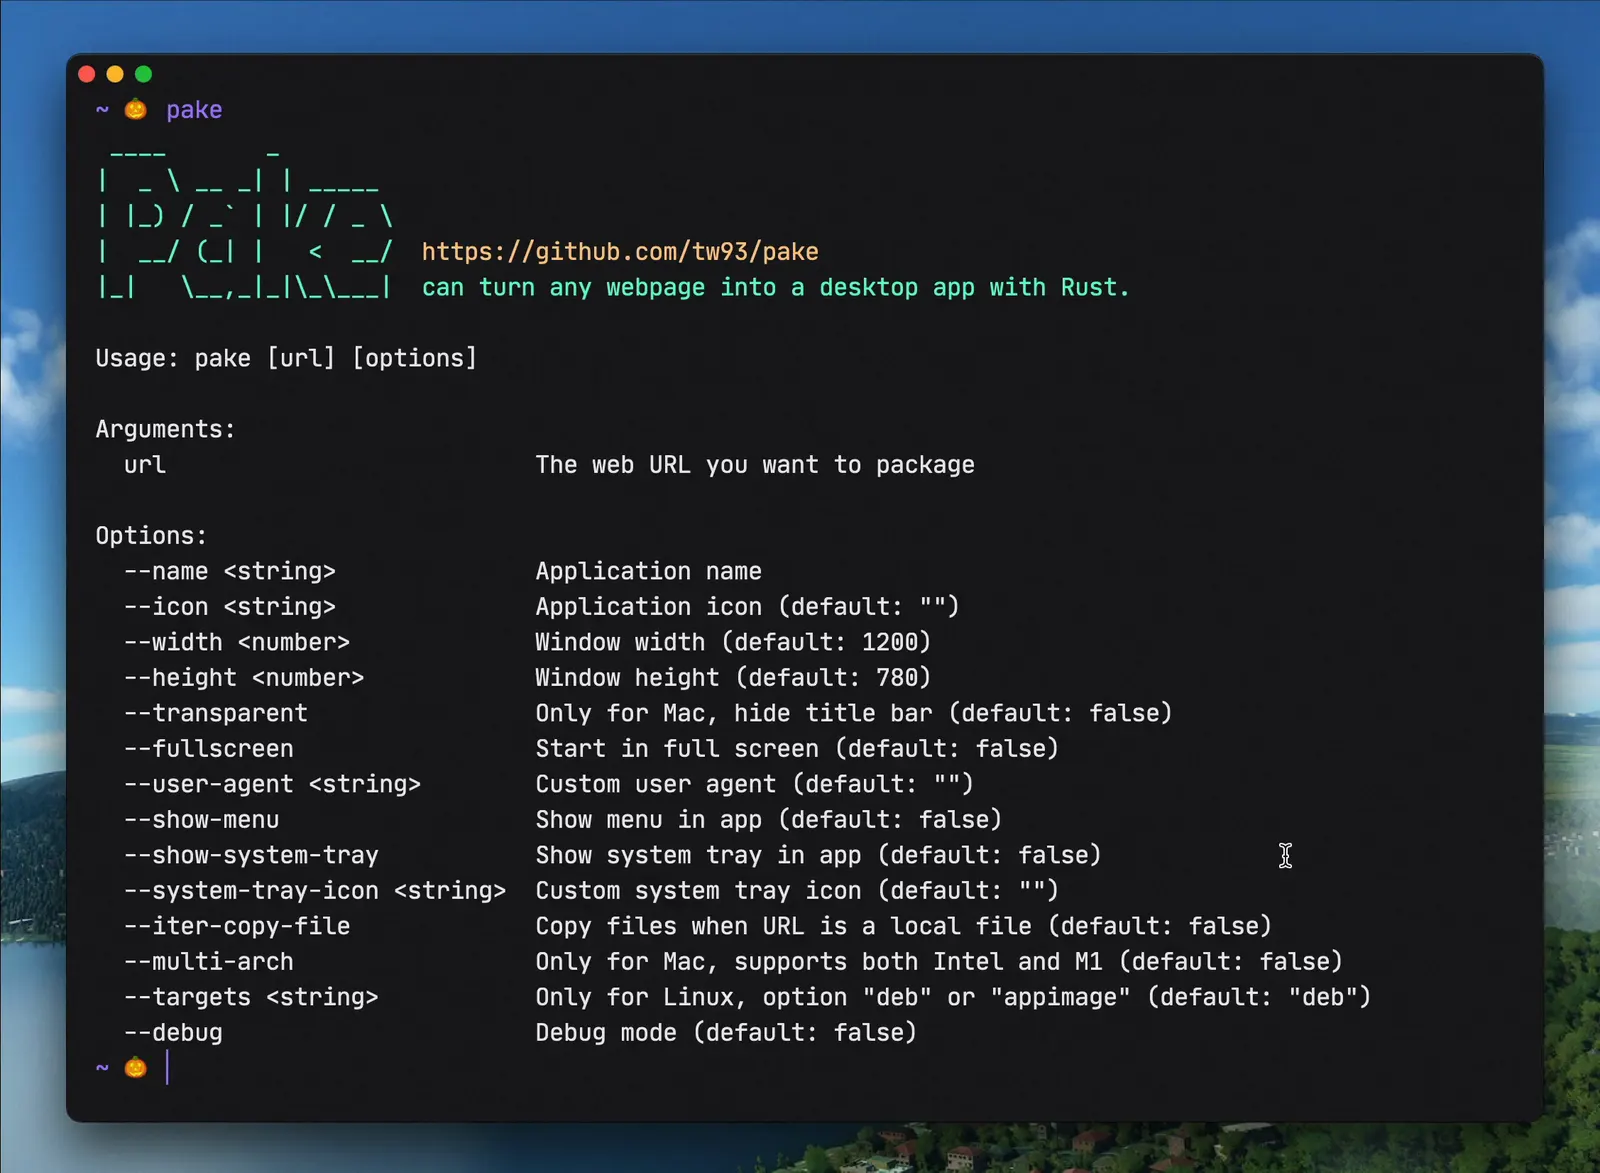 ~ 🎃 pake
 ____       _
|  _ \ __ _| | _____
| |_) / _` | |/ / _ \
|  __/ (_| |   <  __/  https://github.com/tw93/pake
|_|   \__,_|_|\_\___|  can turn any webpage into a desktop app with Rust.
Usage: pake [url] [options]
Arguments:
  url                          The web URL you want to package
Options:
  --name <string>              Application name
  --icon <string>              Application icon (default: "")
  --width <number>             Window width (default: 1200)
  --height <number>            Window height (default: 780)
  --transparent                Only for Mac, hide title bar (default: false)
  --fullscreen                 Start in full screen (default: false)
  --user-agent <string>        Custom user agent (default: "")
  --show-menu                  Show menu in app (default: false)
  --show-system-tray           Show system tray in app (default: false)
  --system-tray-icon <string>  Custom system tray icon (default: "")
  --iter-copy-file             Copy files when URL is a local file (default: false)
  --multi-arch                 Only for Mac, supports both Intel and M1 (default: false)
  --targets <string>           Only for Linux, option "deb" or "appimage" (default: "deb")
  --debug                      Debug mode (default: false)
~ 🎃